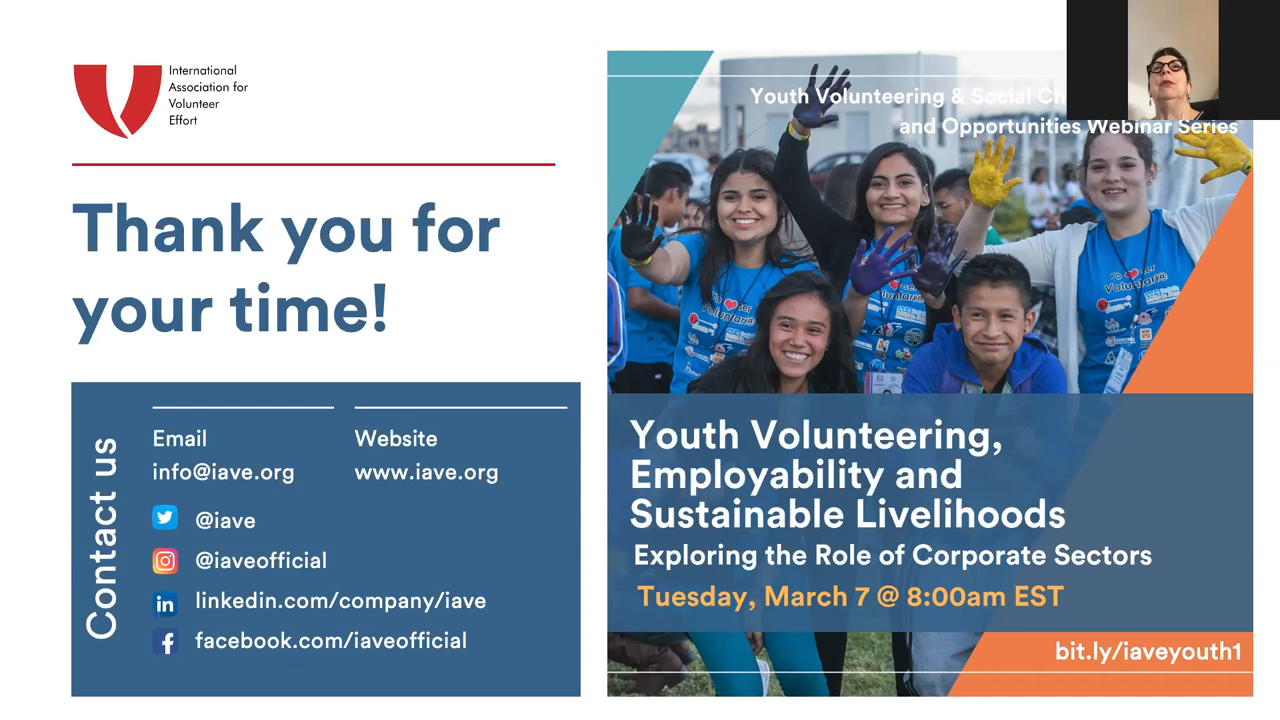 International
Association for
Volunteer
Effort
Thank you for
your time!
Contact us
Email
info@iave.org
Website
www.iave.org
@iave
@iaveofficial
linkedin.com/company/iave
facebook.com/iaveofficial
Youth Volunteering & Social
and Opportunities Webinar Series
Youth Volunteering,
Employability and
Sustainable Livelihoods
Exploring the Role of Corporate Sectors
Tuesday, March 7 @ 8:00am EST
bit.ly/iaveyouth1